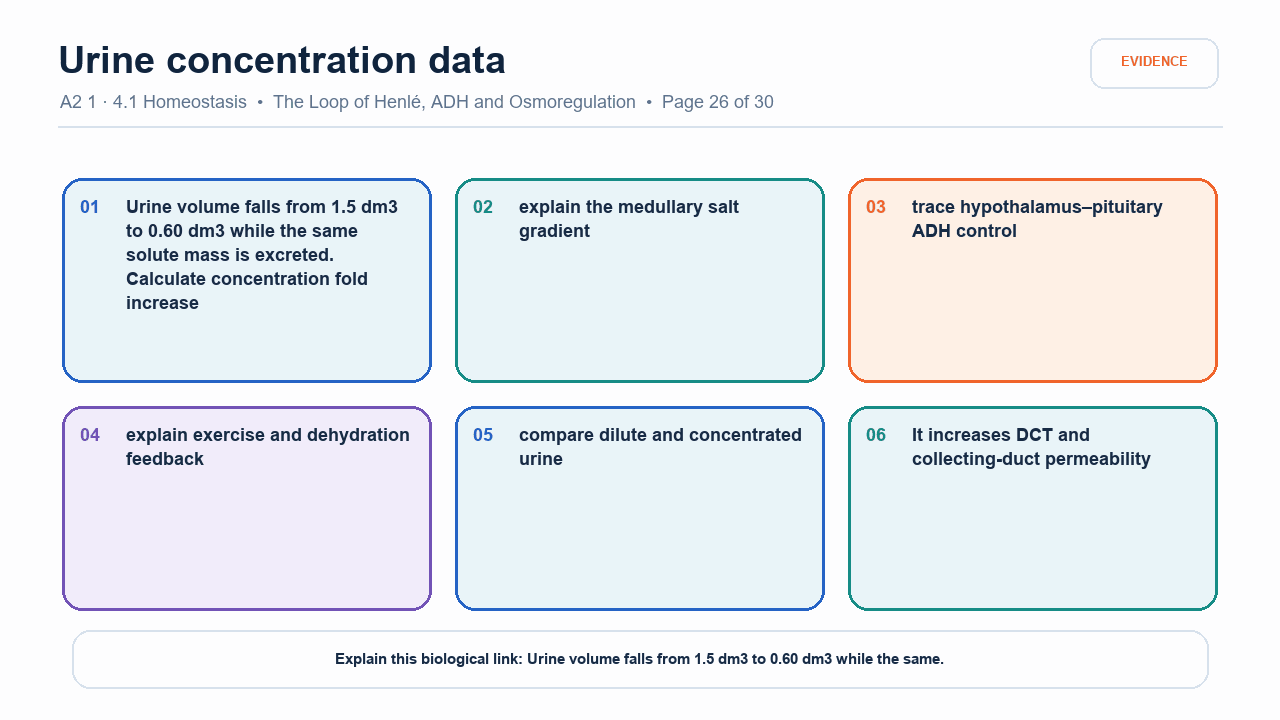 Urine concentration data
EVIDENCE
A2 1 · 4.1 Homeostasis • The Loop of Henlé, ADH and Osmoregulation • Page 26 of 30
01 Urine volume falls from 1.5 dm3
to 0.60 dm3 while the same
solute mass is excreted.
Calculate concentration fold
increase
02 explain the medullary salt
gradient
03 trace hypothalamus–pituitary
ADH control
04 explain exercise and dehydration
feedback
05 compare dilute and concentrated
urine
06 It increases DCT and
collecting-duct permeability
Explain this biological link: Urine volume falls from 1.5 dm3 to 0.60 dm3 while the same.